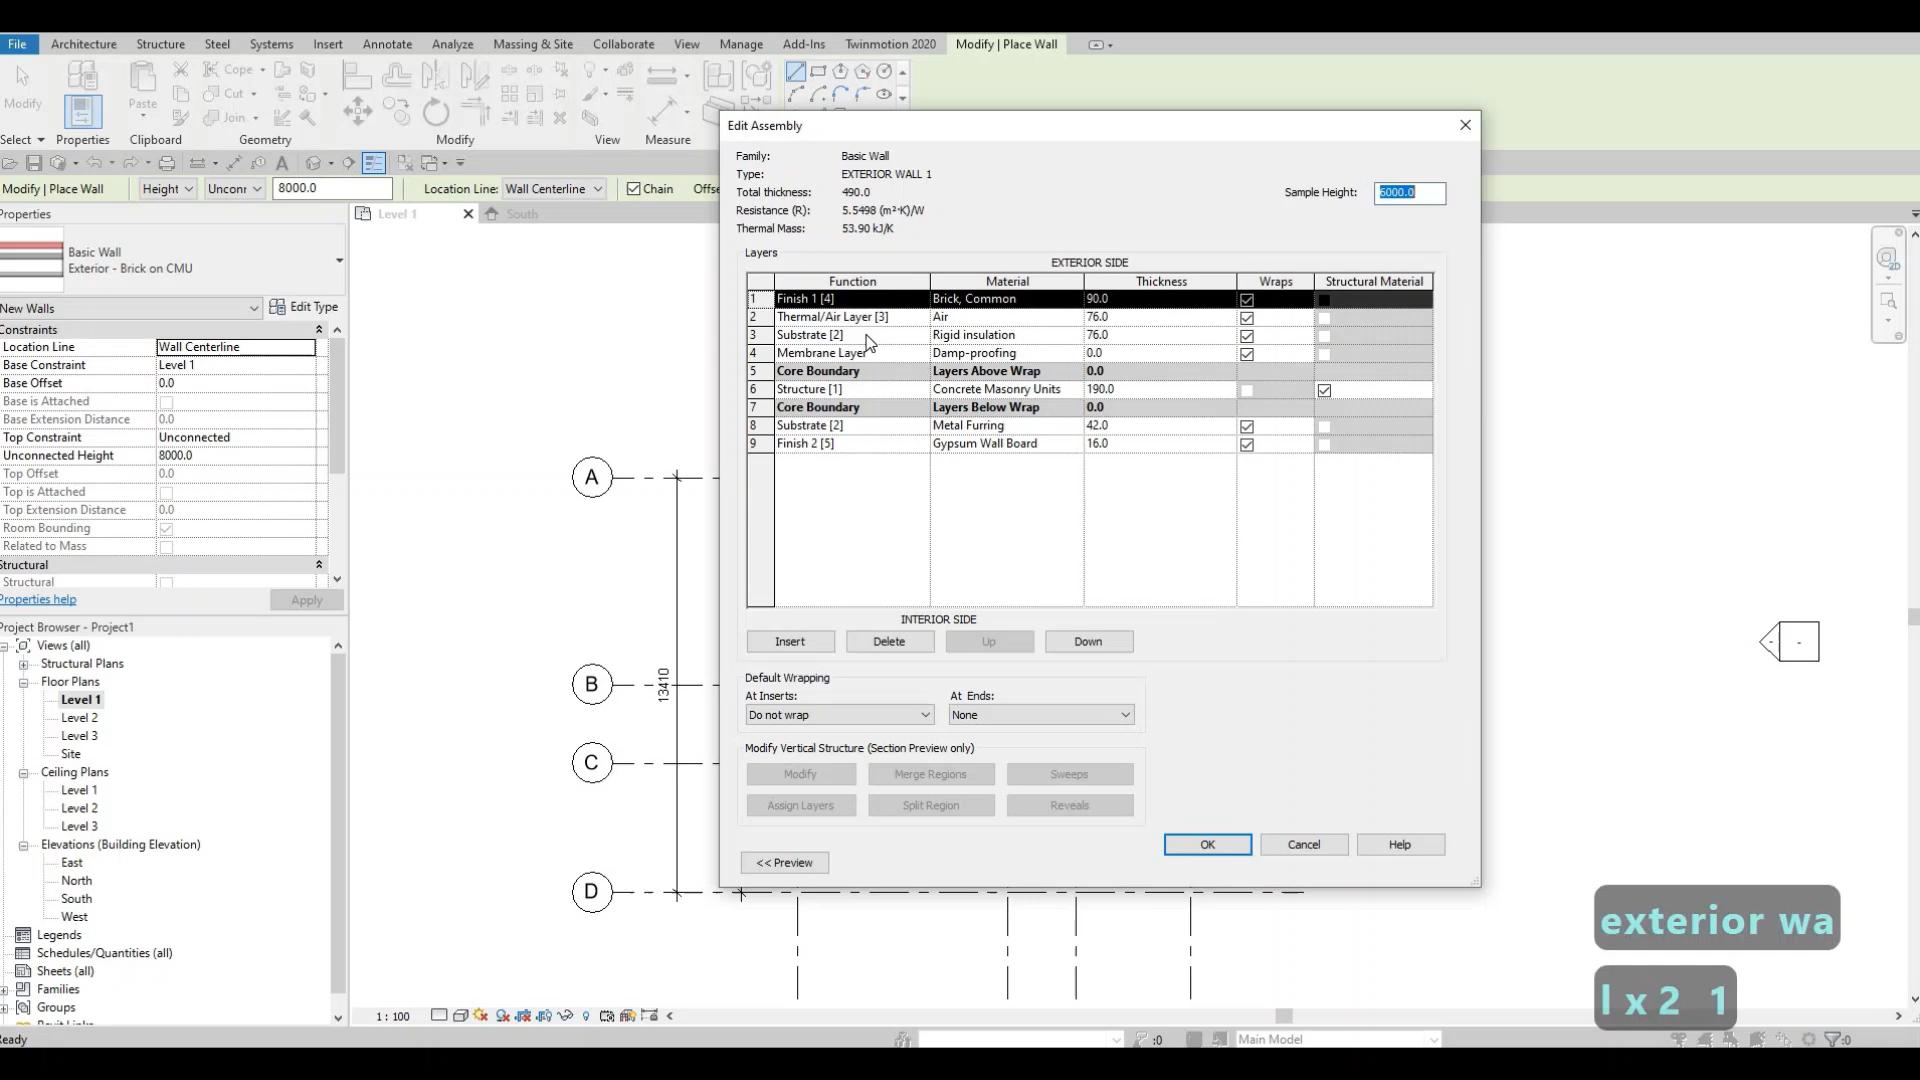 File Architecture Structure Steel Systems Insert Annotate Analyze Massing & Site Collaborate View Manage Add-Ins Twinmotion 2020 Modify | Place Wall
Modify Paste Cope Cut Join
Select Properties Clipboard Geometry Modify View Measure
Modify | Place Wall Height Unconr 8000.0 Location Line: Wall Centerline Chain Offse
Properties
Level 1 South
Basic Wall
Exterior - Brick on CMU
New Walls Edit Type
Constraints
Location Line Wall Centerline
Base Constraint Level 1
Base Offset 0.0
Base is Attached
Base Extension Distance 0.0
Top Constraint Unconnected
Unconnected Height 8000.0
Top Offset 0.0
Top is Attached
Top Extension Distance 0.0
Room Bounding
Related to Mass
Structural
Structural
Properties help Apply
Project Browser - Project1
Views (all)
Structural Plans
Floor Plans
Level 1
Level 2
Level 3
Site
Ceiling Plans
Level 1
Level 2
Level 3
Elevations (Building Elevation)
East
North
South
West
Legends
Schedules/Quantities (all)
Sheets (all)
Families
Groups
Revit Links
Ready
A
B
C
D
13410
Edit Assembly
Family: Basic Wall
Type: EXTERIOR WALL 1
Total thickness: 490.0
Resistance (R): 5.5498 (m²·K)/W
Thermal Mass: 53.90 kJ/K
Sample Height: 6000.0
Layers
EXTERIOR SIDE
Function Material Thickness Wraps Structural Material
1 Finish 1 [4] Brick, Common 90.0
2 Thermal/Air Layer [3] Air 76.0
3 Substrate [2] Rigid insulation 76.0
4 Membrane Layer Damp-proofing 0.0
5 Core Boundary Layers Above Wrap 0.0
6 Structure [1] Concrete Masonry Units 190.0
7 Core Boundary Layers Below Wrap 0.0
8 Substrate [2] Metal Furring 42.0
9 Finish 2 [5] Gypsum Wall Board 16.0
INTERIOR SIDE
Insert Delete Up Down
Default Wrapping
At Inserts: At Ends:
Do not wrap None
Modify Vertical Structure (Section Preview only)
Modify Merge Regions Sweeps
Assign Layers Split Region Reveals
OK Cancel Help
<< Preview
1 : 100
:0 Main Model :0
2D
exterior wa
l x 2 1